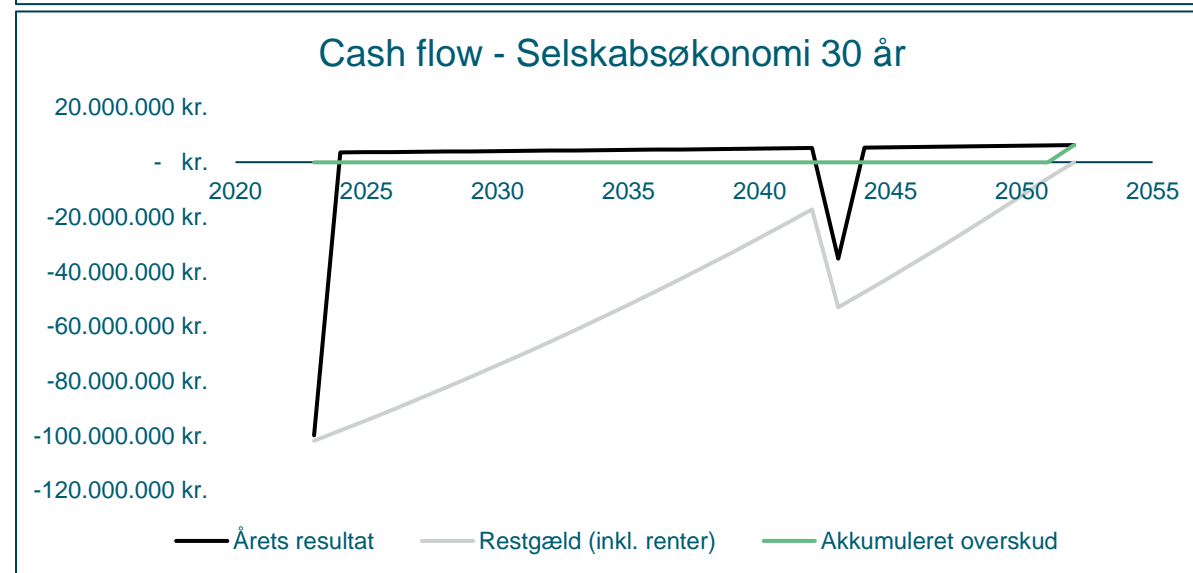 Cash flow - Selskabsøkonomi 30 år
20.000.000 kr.
- kr.
2020 2025 2030 2035 2040 2045 2050 2055
-20.000.000 kr.
-40.000.000 kr.
-60.000.000 kr.
-80.000.000 kr.
-100.000.000 kr.
-120.000.000 kr.
Årets resultat Restgæld (inkl. renter) Akkumuleret overskud